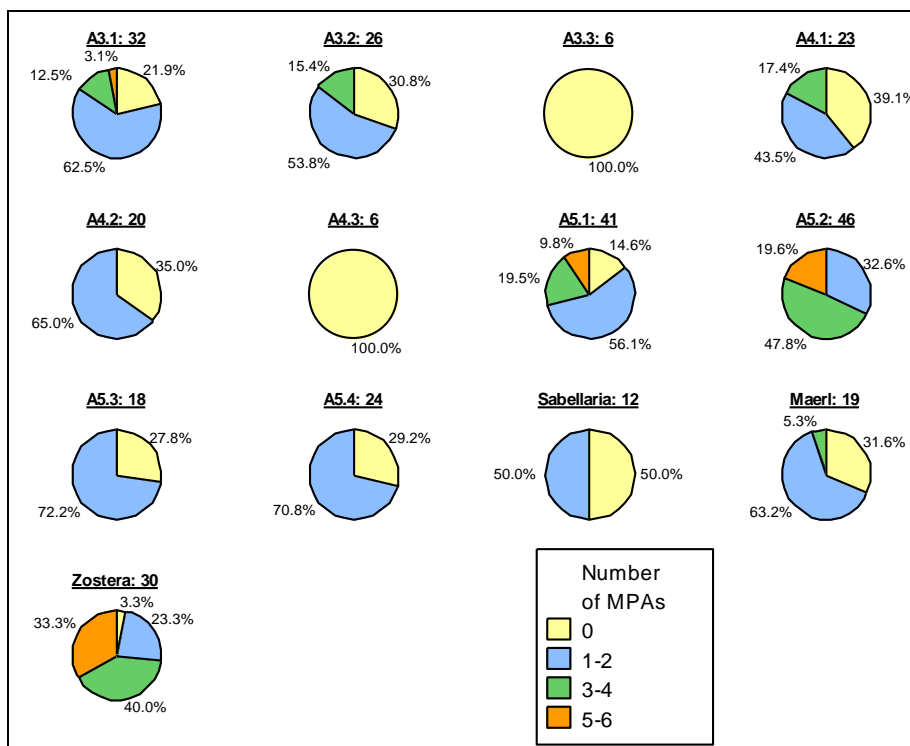 A3.1: 32
3.1%
12.5%
21.9%
62.5%
A3.2: 26
15.4%
30.8%
53.8%
A3.3: 6
100.0%
A4.1: 23
17.4%
39.1%
43.5%
A4.2: 20
35.0%
65.0%
A4.3: 6
100.0%
A5.1: 41
9.8%
14.6%
19.5%
56.1%
A5.2: 46
19.6%
32.6%
47.8%
A5.3: 18
27.8%
72.2%
A5.4: 24
29.2%
70.8%
Sabellaria: 12
50.0%
50.0%
Maerl: 19
5.3%
31.6%
63.2%
Zostera: 30
3.3%
33.3%
23.3%
40.0%
Number
of MPAs
0
1-2
3-4
5-6